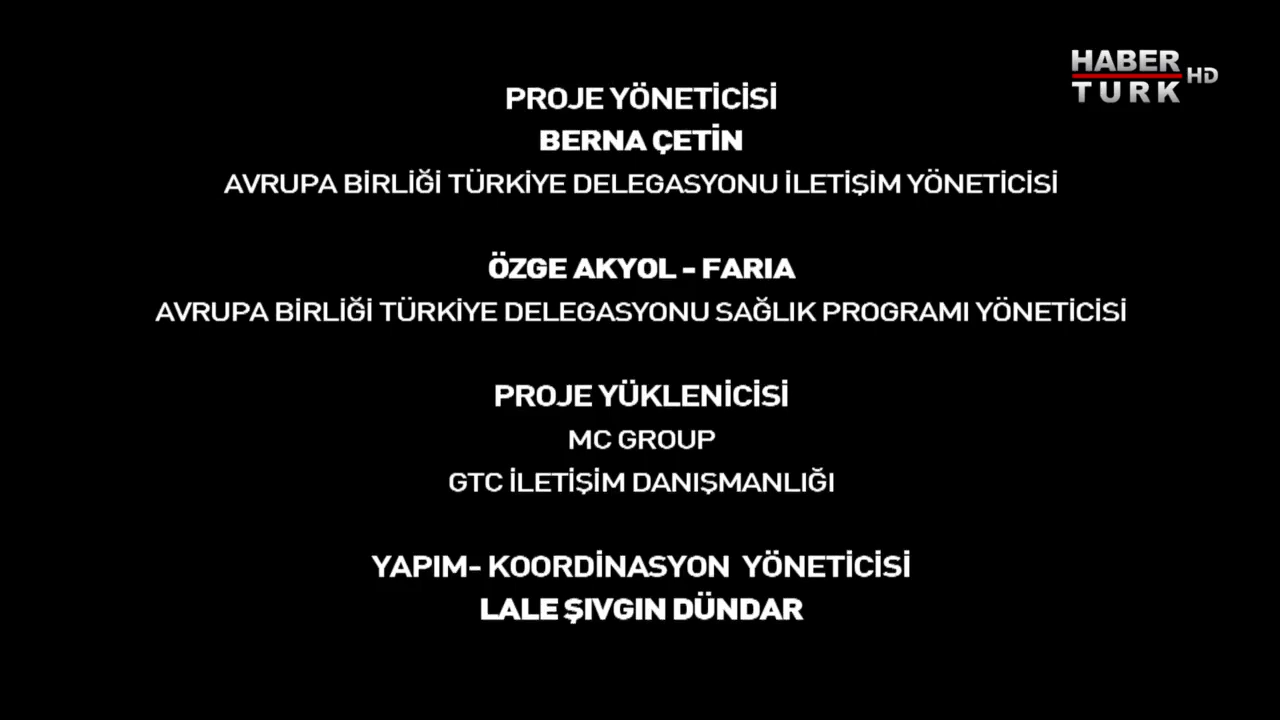 HABER
TURK HD
PROJE YÖNETİCİSİ
BERNA ÇETİN
AVRUPA BİRLİĞİ TÜRKİYE DELEGASYONU İLETİŞİM YÖNETİCİSİ
ÖZGE AKYOL - FARIA
AVRUPA BİRLİĞİ TÜRKİYE DELEGASYONU SAĞLIK PROGRAMI YÖNETİCİSİ
PROJE YÜKLENİCİSİ
MC GROUP
GTC İLETİŞİM DANIŞMANLIĞI
YAPIM- KOORDİNASYON  YÖNETİCİSİ
LALE ŞIVGIN DÜNDAR